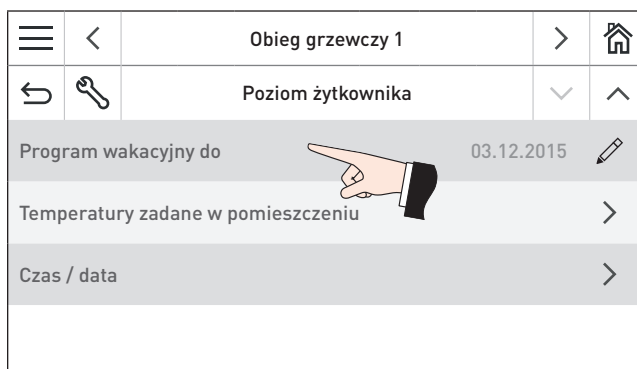 Obieg grzewczy 1
Poziom żytkownika
Program wakacyjny do 03.12.2015
Temperatury zadane w pomieszczeniu
Czas / data